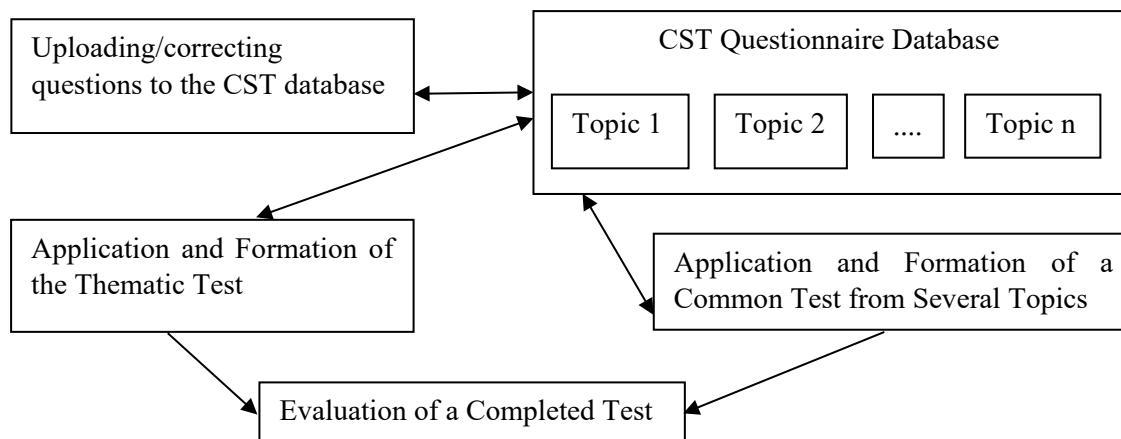 Uploading/correcting
questions to the CST database
CST Questionnaire Database
Topic 1
Topic 2
....
Topic n
Application and Formation of
the Thematic Test
Application and Formation of a
Common Test from Several Topics
Evaluation of a Completed Test